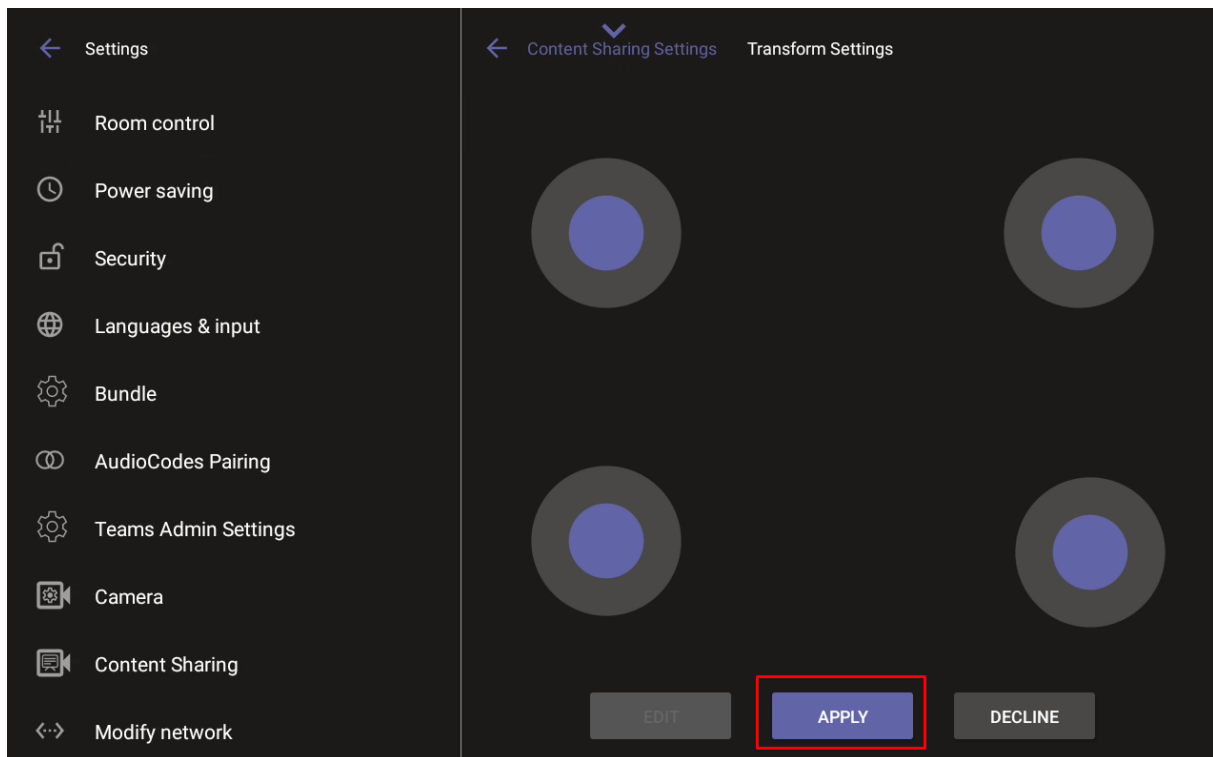 Settings
Room control
Power saving
Security
Languages & input
Bundle
AudioCodes Pairing
Teams Admin Settings
Camera
Content Sharing
Modify network
Content Sharing Settings Transform Settings
EDIT APPLY DECLINE